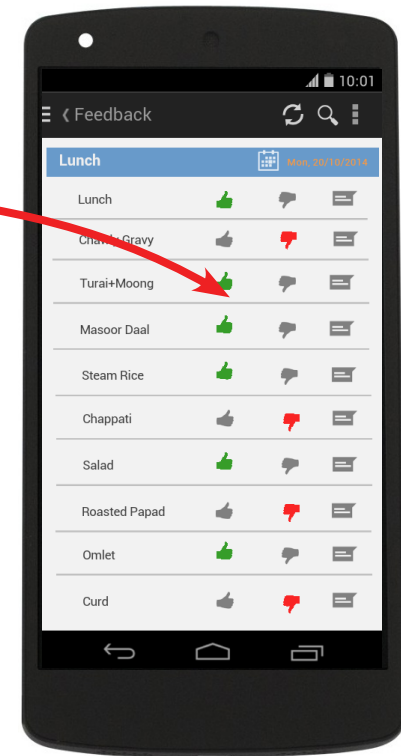 10:01
Feedback
Lunch Mon, 20/10/2014
Lunch
Gravy
Turai+Moong
Masoor Daal
Steam Rice
Chappati
Salad
Roasted Papad
Omlet
Curd